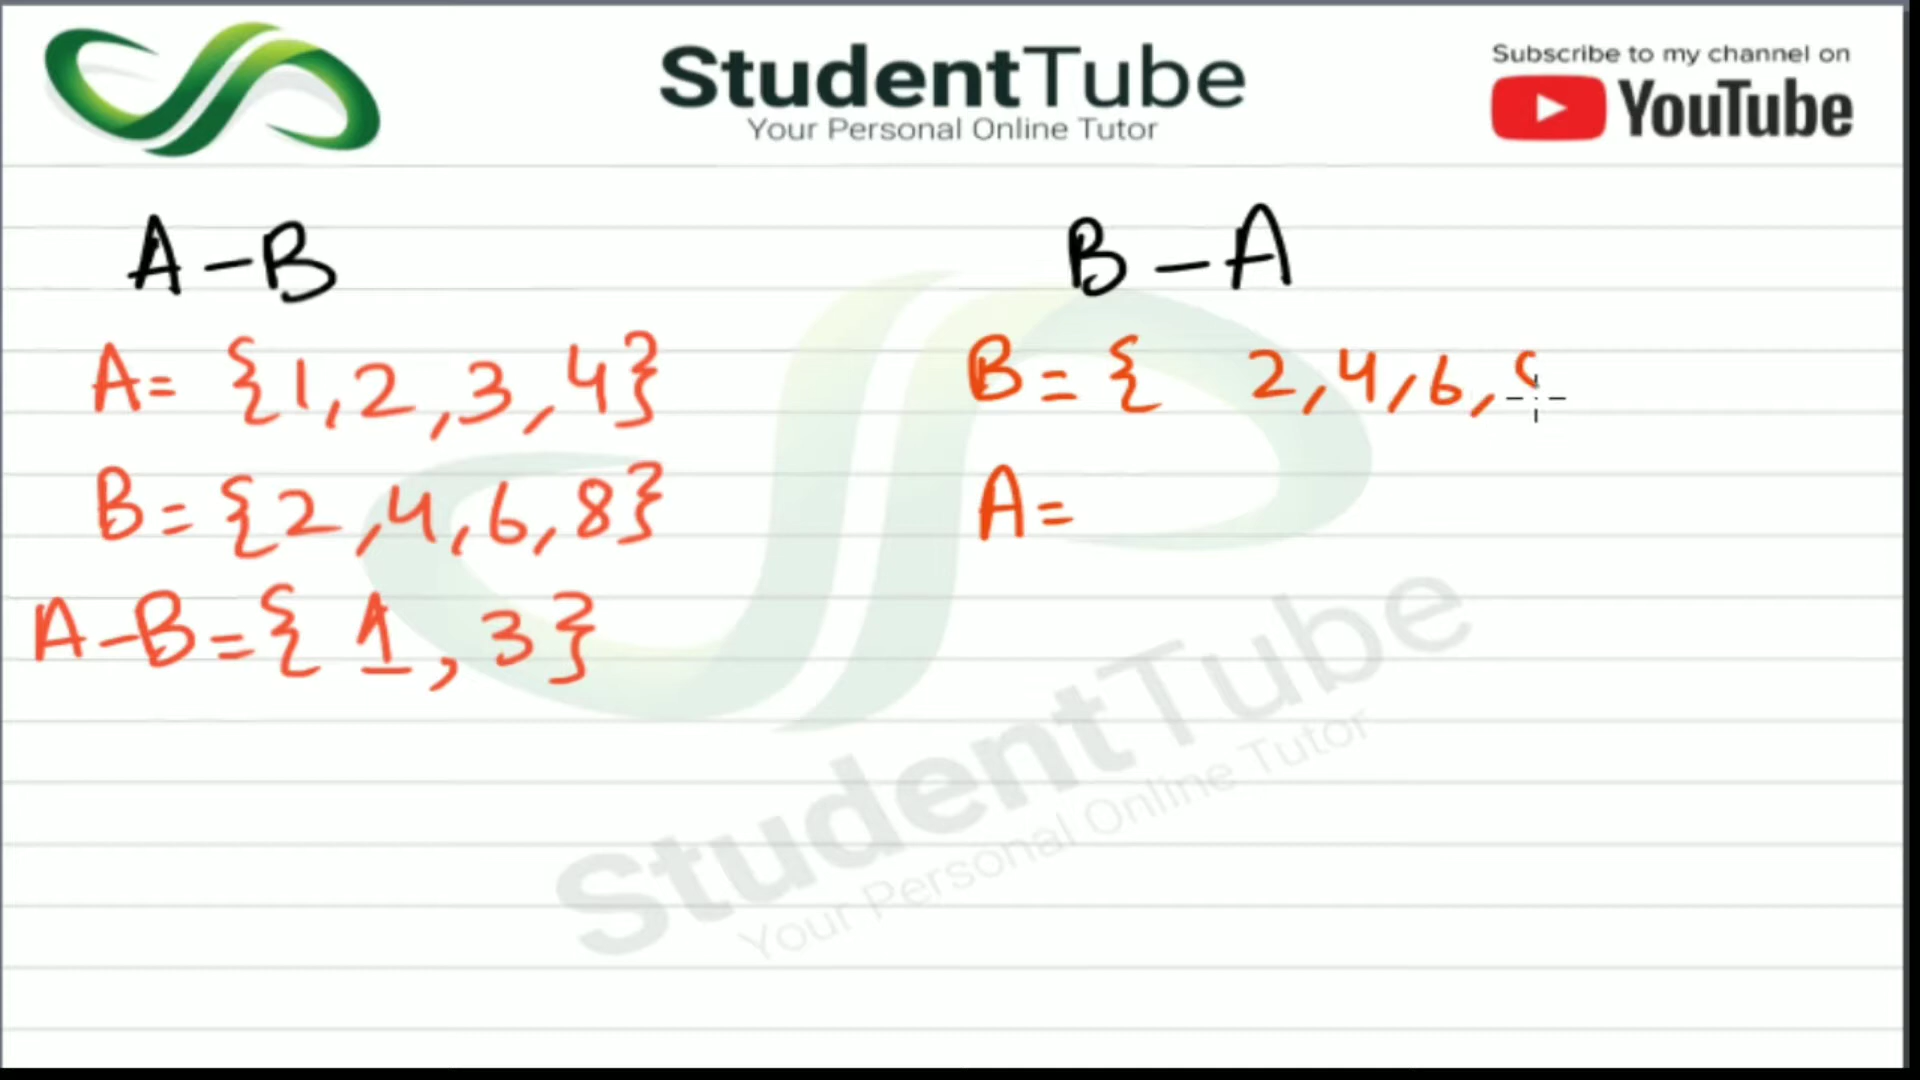 StudentTube
Your Personal Online Tutor
Subscribe to my channel on
YouTube
A-B
A= {1,2,3,4}
B= {2,4,6,8}
A-B={ 1, 3}
B-A
B= { 2,4,6,
A=
StudentTube
Your Personal Online Tutor